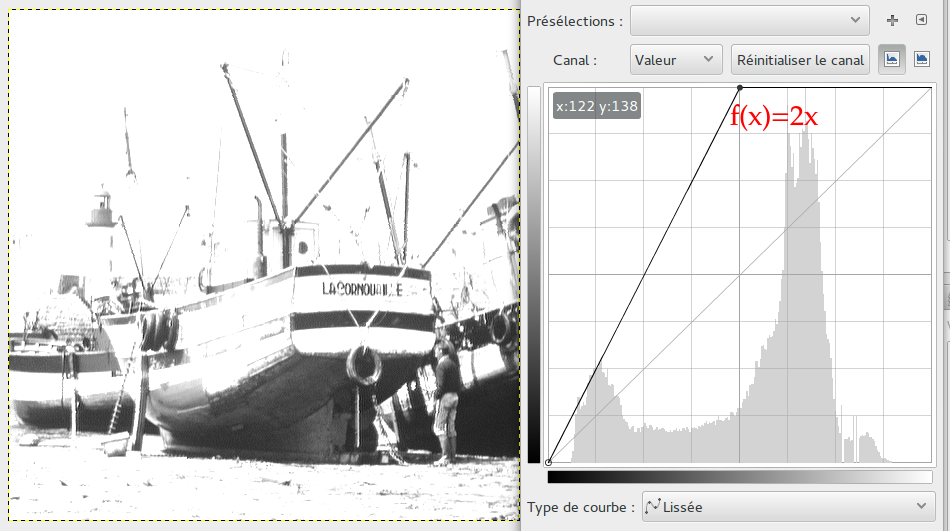 Présélections :
Canal :
Valeur
Réinitialiser le canal
x:122 y:138
f(x)=2x
LA CORNOUAILLE
Type de courbe :
Lissée